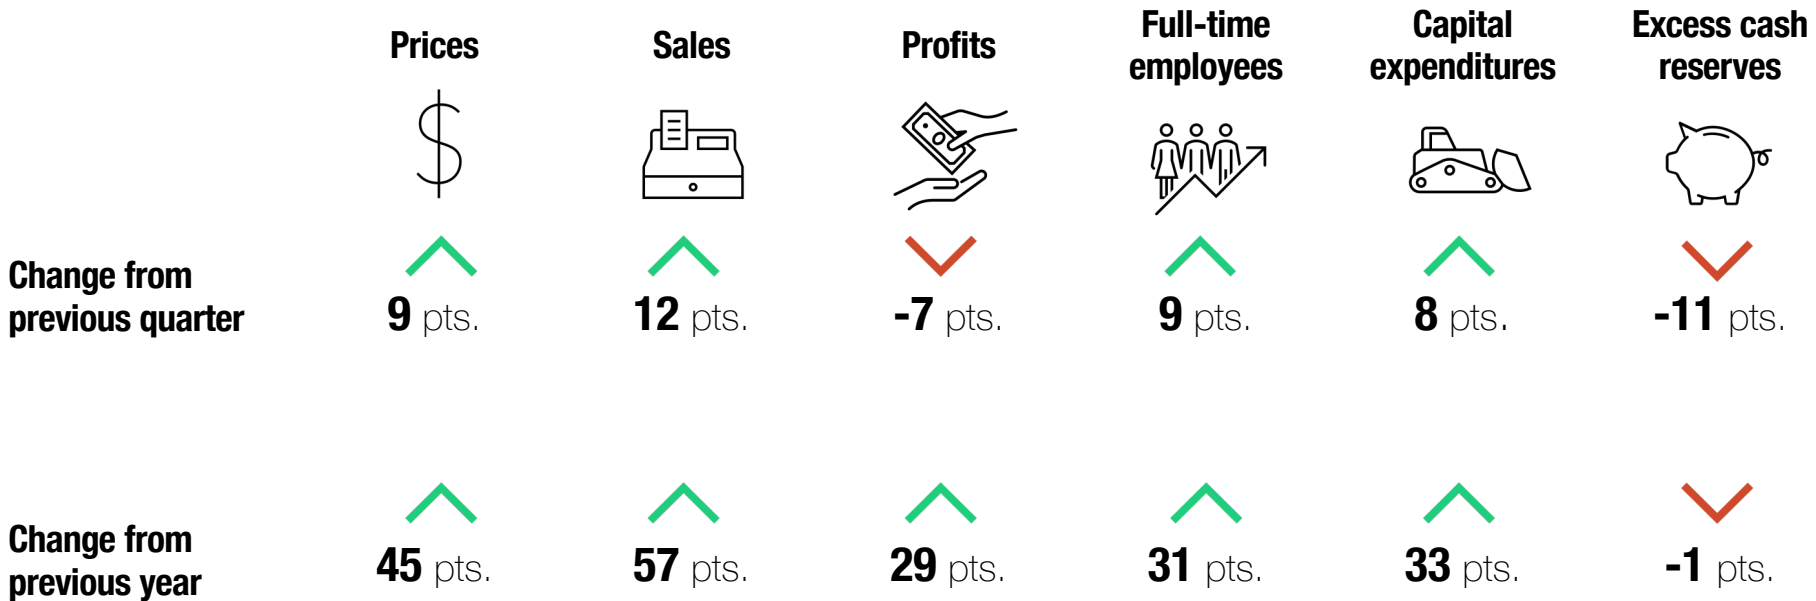 Prices
Sales
Profits
Full-time
employees
Capital
expenditures
Excess cash
reserves
Change from
previous quarter
9 pts.
12 pts.
-7 pts.
9 pts.
8 pts.
-11 pts.
Change from
previous year
45 pts.
57 pts.
29 pts.
31 pts.
33 pts.
-1 pts.